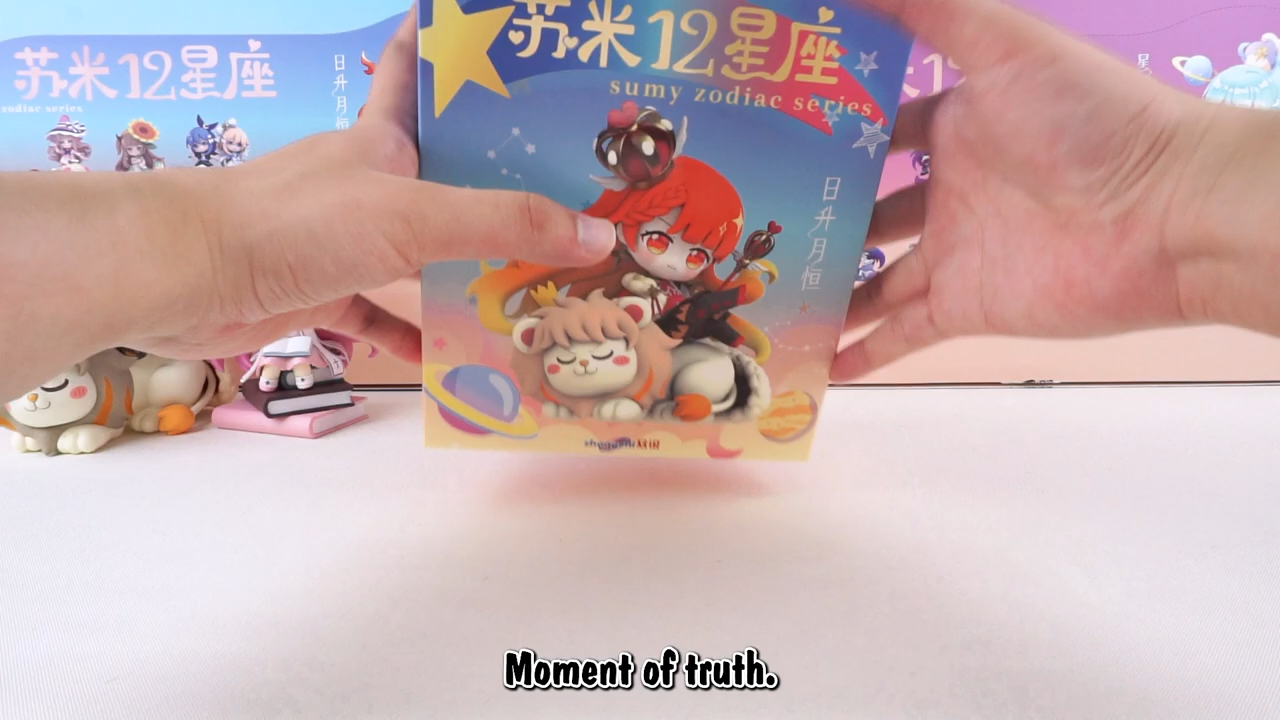 苏米12星座
sumy zodiac series
日升月恒
苏米12星座
zodiac series
日升月恒
Moment of truth.